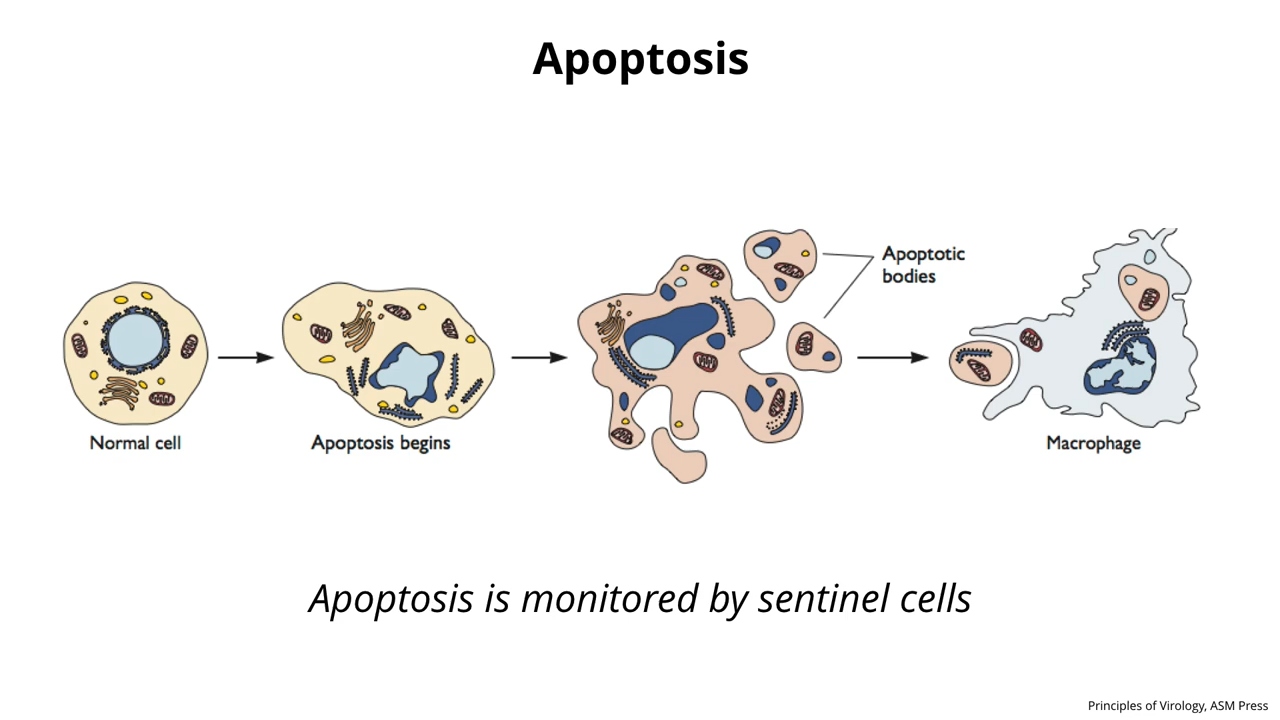 Apoptosis
Apoptotic
bodies
Normal cell
Apoptosis begins
Macrophage
Apoptosis is monitored by sentinel cells
Principles of Virology, ASM Press